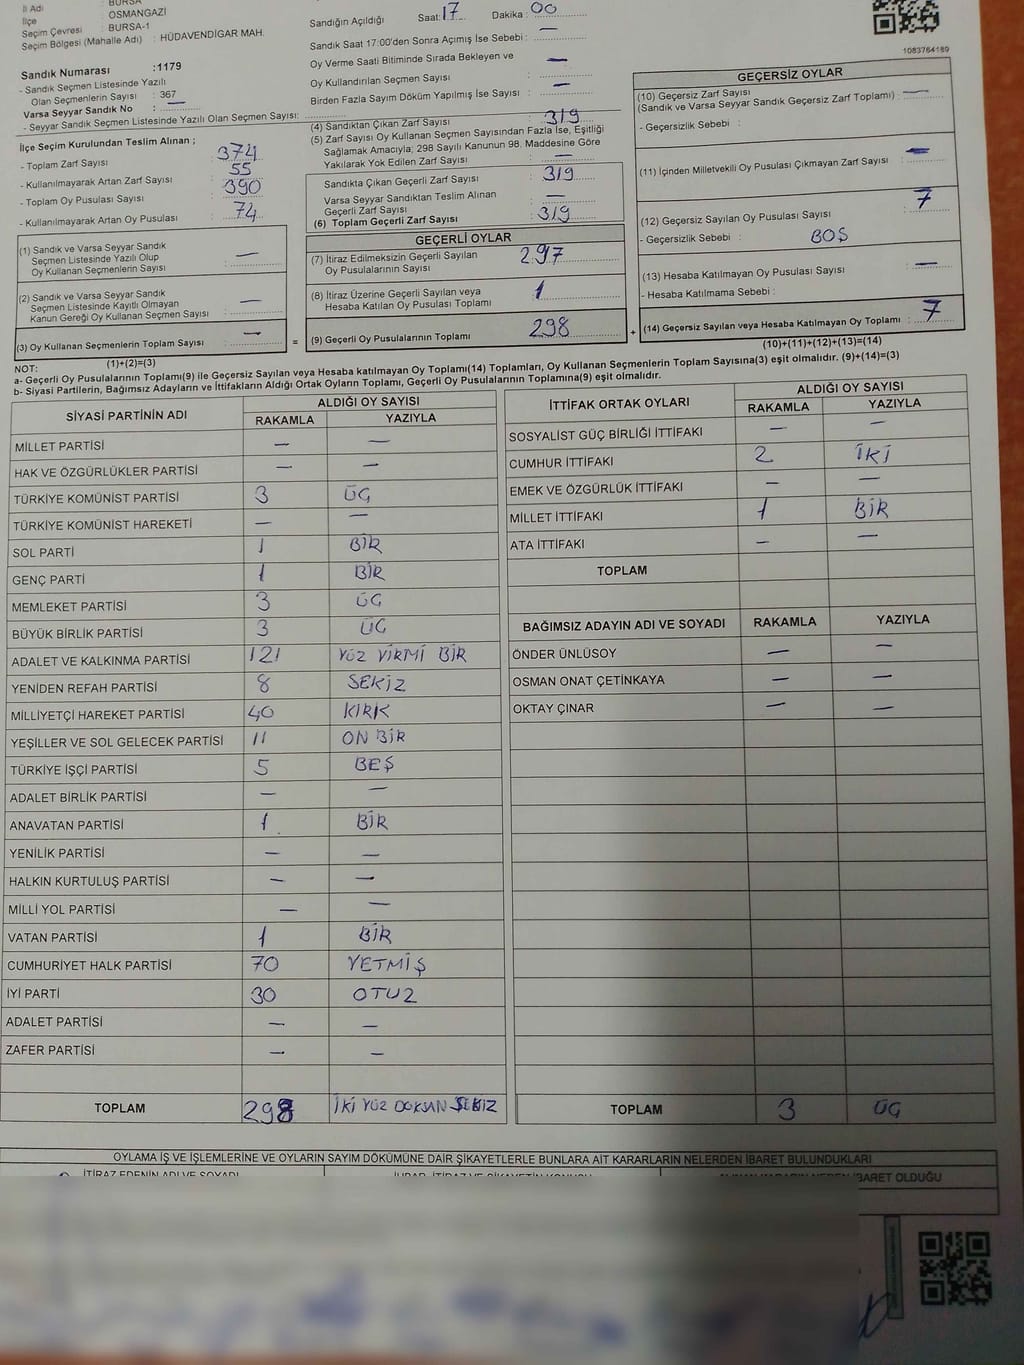 İl Adı BURSA
İlçe : OSMANGAZİ
Seçim Çevresi : BURSA-1
Seçim Bölgesi (Mahalle Adı) : HÜDAVENDİGAR MAH.
Sandık Numarası :1179
- Sandık Seçmen Listesinde Yazılı
Olan Seçmenlerin Sayısı : 367
Varsa Seyyar Sandık No : —
- Seyyar Sandık Seçmen Listesinde Yazılı Olan Seçmen Sayısı:
İlçe Seçim Kurulundan Teslim Alınan ;
- Toplam Zarf Sayısı 374
- Kullanılmayarak Artan Zarf Sayısı 55
- Toplam Oy Pusulası Sayısı 390
- Kullanılmayarak Artan Oy Pusulası 74
(1) Sandık ve Varsa Seyyar Sandık
Seçmen Listesinde Yazılı Olup
Oy Kullanan Seçmenlerin Sayısı : —
(2) Sandık ve Varsa Seyyar Sandık
Seçmen Listesinde Kayıtlı Olmayan
Kanun Gereği Oy Kullanan Seçmen Sayısı : —
(3) Oy Kullanan Seçmenlerin Toplam Sayısı : —
(1)+(2)=(3)
Sandığın Açıldığı Saat: 17 Dakika : 00
Sandık Saat 17:00'den Sonra Açımış İse Sebebi : —
Oy Verme Saati Bitiminde Sırada Bekleyen ve
Oy Kullandırılan Seçmen Sayısı : —
Birden Fazla Sayım Döküm Yapılmış İse Sayısı : —
(4) Sandıktan Çıkan Zarf Sayısı : 319
(5) Zarf Sayısı Oy Kullanan Seçmen Sayısından Fazla İse, Eşitliği
Sağlamak Amacıyla; 298 Sayılı Kanunun 98. Maddesine Göre
Yakılarak Yok Edilen Zarf Sayısı : —
Sandıkta Çıkan Geçerli Zarf Sayısı : 319
Varsa Seyyar Sandıktan Teslim Alınan
Geçerli Zarf Sayısı : —
(6) Toplam Geçerli Zarf Sayısı : 319
GEÇERLİ OYLAR
(7) İtiraz Edilmeksizin Geçerli Sayılan
Oy Pusulalarının Sayısı : 297
(8) İtiraz Üzerine Geçerli Sayılan veya
Hesaba Katılan Oy Pusulası Toplamı : 1
= (9) Geçerli Oy Pusulalarının Toplamı : 298 +
1083764189
GEÇERSİZ OYLAR
(10) Geçersiz Zarf Sayısı
(Sandık ve Varsa Seyyar Sandık Geçersiz Zarf Toplamı) : —
- Geçersizlik Sebebi :
(11) İçinden Milletvekili Oy Pusulası Çıkmayan Zarf Sayısı : —
(12) Geçersiz Sayılan Oy Pusulası Sayısı : 7
- Geçersizlik Sebebi : BOŞ
(13) Hesaba Katılmayan Oy Pusulası Sayısı : —
- Hesaba Katılmama Sebebi :
(14) Geçersiz Sayılan veya Hesaba Katılmayan Oy Toplamı : 7
(10)+(11)+(12)+(13)=(14)
NOT:
a- Geçerli Oy Pusulalarının Toplamı(9) ile Geçersiz Sayılan veya Hesaba katılmayan Oy Toplamı(14) Toplamları, Oy Kullanan Seçmenlerin Toplam Sayısına(3) eşit olmalıdır. (9)+(14)=(3)
b- Siyasi Partilerin, Bağımsız Adayların ve İttifakların Aldığı Ortak Oyların Toplamı, Geçerli Oy Pusulalarının Toplamına(9) eşit olmalıdır.
SİYASİ PARTİNİN ADI ALDIĞI OY SAYISI
RAKAMLA YAZIYLA
MİLLET PARTİSİ — —
HAK VE ÖZGÜRLÜKLER PARTİSİ — —
TÜRKİYE KOMÜNİST PARTİSİ 3 ÜÇ
TÜRKİYE KOMÜNİST HAREKETİ — —
SOL PARTİ 1 BİR
GENÇ PARTİ 1 BİR
MEMLEKET PARTİSİ 3 ÜÇ
BÜYÜK BİRLİK PARTİSİ 3 ÜÇ
ADALET VE KALKINMA PARTİSİ 121 YÜZ YİRMİ BİR
YENİDEN REFAH PARTİSİ 8 SEKİZ
MİLLİYETÇİ HAREKET PARTİSİ 40 KIRK
YEŞİLLER VE SOL GELECEK PARTİSİ 11 ON BİR
TÜRKİYE İŞÇİ PARTİSİ 5 BEŞ
ADALET BİRLİK PARTİSİ — —
ANAVATAN PARTİSİ 1 BİR
YENİLİK PARTİSİ — —
HALKIN KURTULUŞ PARTİSİ — —
MİLLİ YOL PARTİSİ — —
VATAN PARTİSİ 1 BİR
CUMHURİYET HALK PARTİSİ 70 YETMİŞ
İYİ PARTİ 30 OTUZ
ADALET PARTİSİ — —
ZAFER PARTİSİ — —
TOPLAM 298 İKİ YÜZ DOKSAN SEKİZ
İTTİFAK ORTAK OYLARI ALDIĞI OY SAYISI
RAKAMLA YAZIYLA
SOSYALİST GÜÇ BİRLİĞİ İTTİFAKI — —
CUMHUR İTTİFAKI 2 İKİ
EMEK VE ÖZGÜRLÜK İTTİFAKI — —
MİLLET İTTİFAKI 1 BİR
ATA İTTİFAKI — —
TOPLAM
BAĞIMSIZ ADAYIN ADI VE SOYADI RAKAMLA YAZIYLA
ÖNDER ÜNLÜSOY — —
OSMAN ONAT ÇETİNKAYA — —
OKTAY ÇINAR — —
TOPLAM 3 ÜÇ
OYLAMA İŞ VE İŞLEMLERİNE VE OYLARIN SAYIM DÖKÜMÜNE DAİR ŞİKAYETLERLE BUNLARA AİT KARARLARIN NELERDEN İBARET BULUNDUKLARI
İTİRAZ EDENİN ADI VE SOYADI
İBARET OLDUĞU